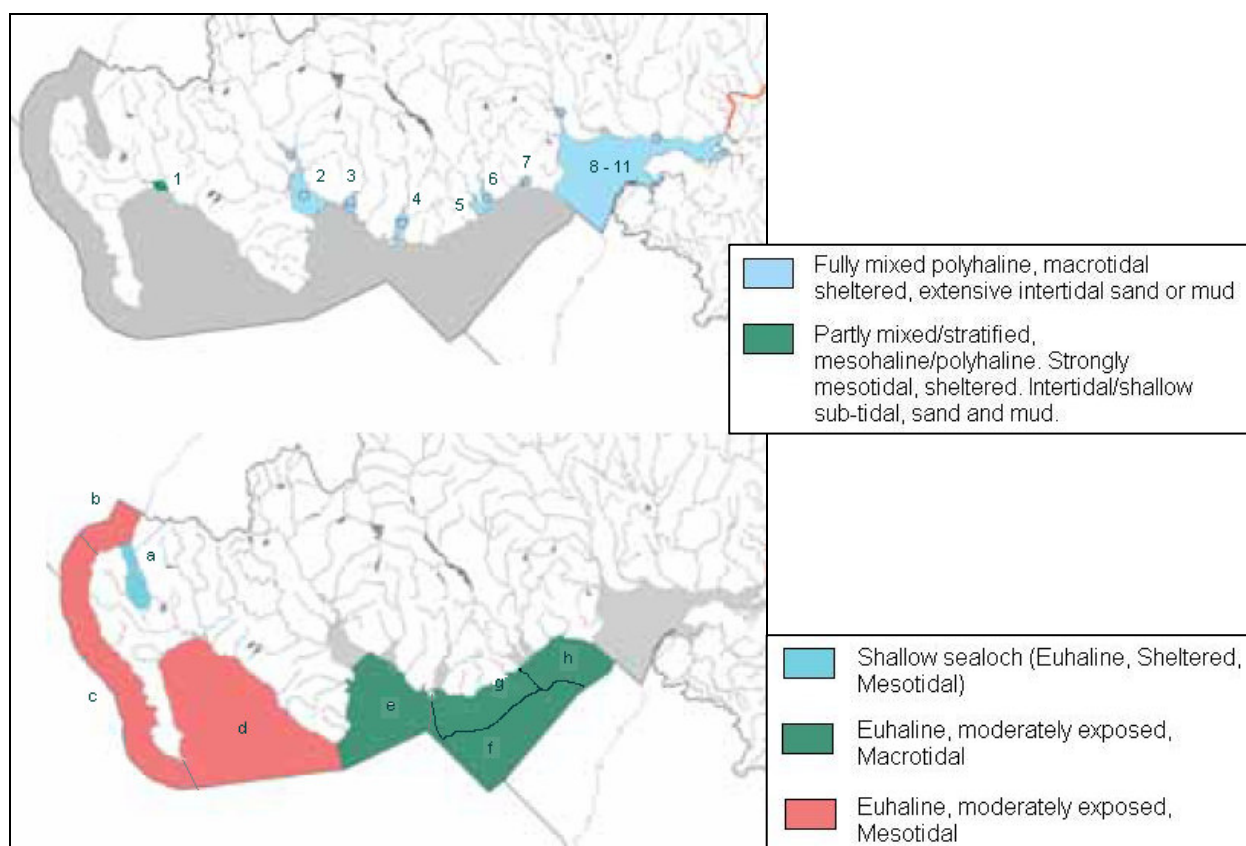 1
2
3
4
5
6
7
8 - 11
Fully mixed polyhaline, macrotidal
sheltered, extensive intertidal sand or mud
Partly mixed/stratified,
mesohaline/polyhaline. Strongly
mesotidal, sheltered. Intertidal/shallow
sub-tidal, sand and mud.
b
a
c
d
e
g
h
f
Shallow sealoch (Euhaline, Sheltered,
Mesotidal)
Euhaline, moderately exposed,
Macrotidal
Euhaline, moderately exposed,
Mesotidal